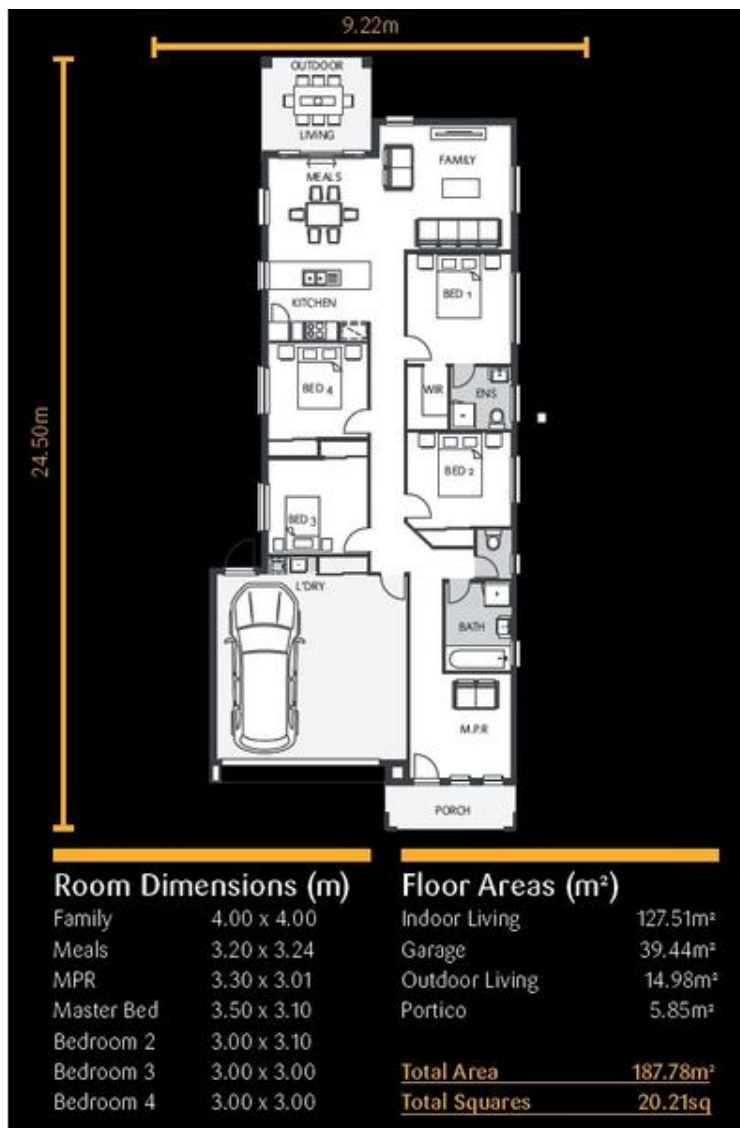 9.22m
24.50m
OUTDOOR
LIVING
FAMILY
MEALS
BED 1
KITCHEN
BED 4
WIR
ENS
BED 2
BED 3
L'DRY
BATH
M.P.R
PORCH
Room Dimensions (m)
Family 4.00 x 4.00
Meals 3.20 x 3.24
MPR 3.30 x 3.01
Master Bed 3.50 x 3.10
Bedroom 2 3.00 x 3.10
Bedroom 3 3.00 x 3.00
Bedroom 4 3.00 x 3.00
Floor Areas (m²)
Indoor Living 127.51m²
Garage 39.44m²
Outdoor Living 14.98m²
Portico 5.85m²
Total Area 187.78m²
Total Squares 20.21sq